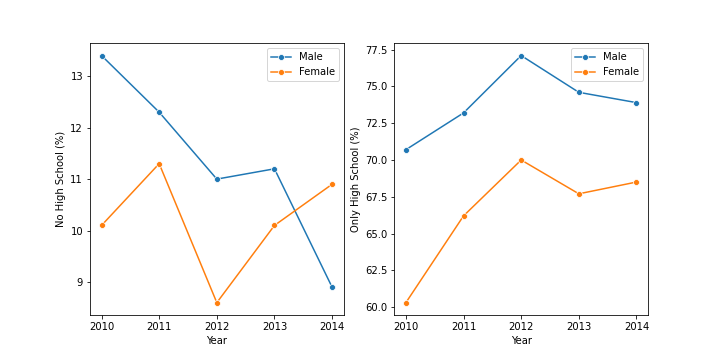 No High School (%)
13
12
11
10
9
2010 2011 2012 2013 2014
Year
Male
Female
Only High School (%)
77.5
75.0
72.5
70.0
67.5
65.0
62.5
60.0
2010 2011 2012 2013 2014
Year
Male
Female